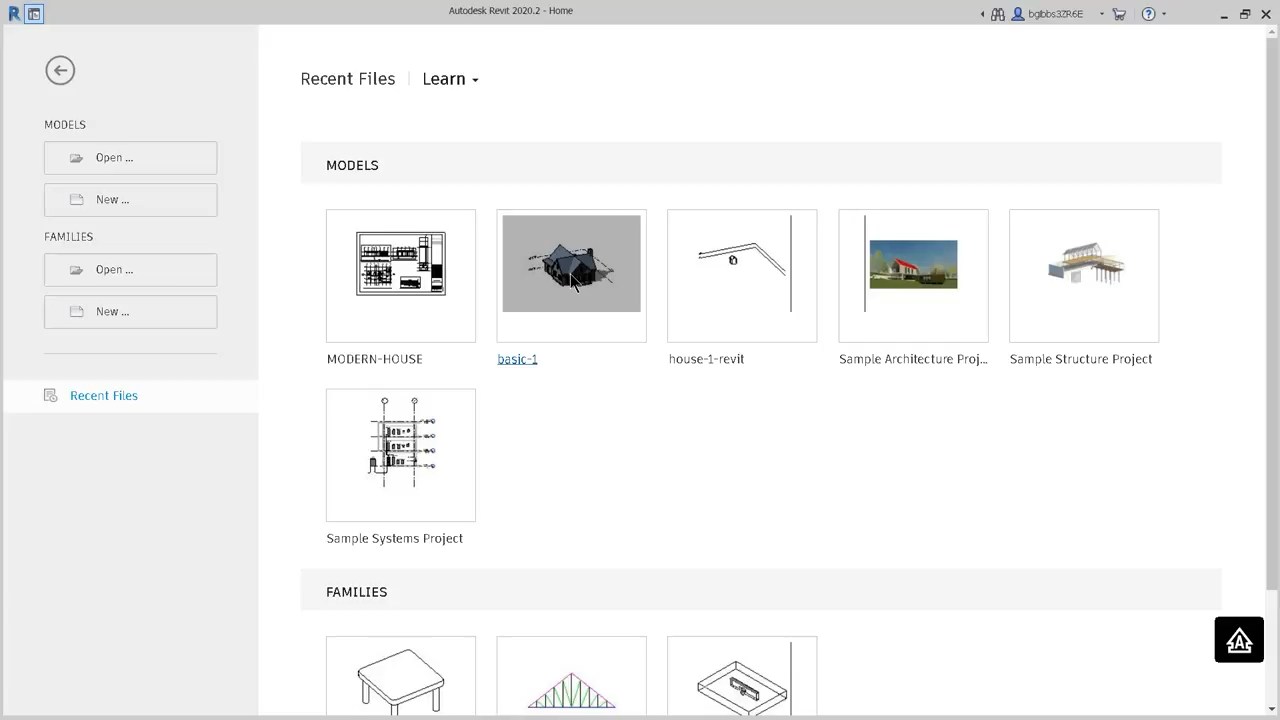 Autodesk Revit 2020.2 - Home
bgibbs3ZR6E
Recent Files
Learn
MODELS
Open ...
New ...
FAMILIES
Open ...
New ...
Recent Files
MODELS
MODERN-HOUSE
basic-1
house-1-revit
Sample Architecture Proj...
Sample Structure Project
Sample Systems Project
FAMILIES